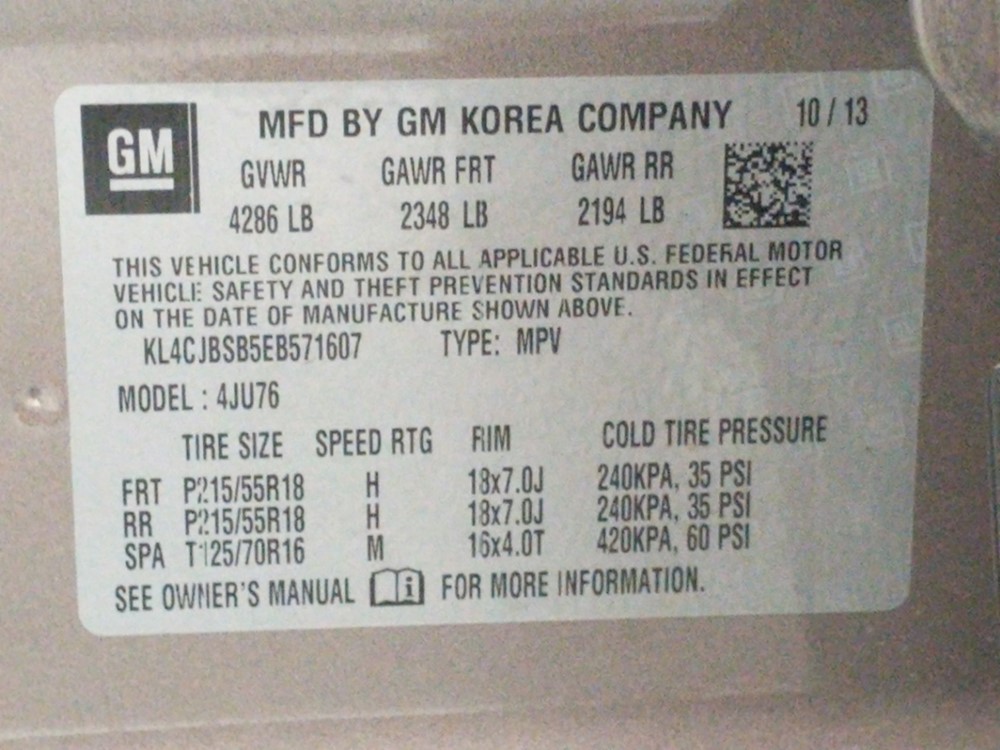 GM
MFD BY GM KOREA COMPANY 10 / 13
GVWR GAWR FRT GAWR RR
4286 LB 2348 LB 2194 LB
THIS VEHICLE CONFORMS TO ALL APPLICABLE U.S. FEDERAL MOTOR
VEHICLE SAFETY AND THEFT PREVENTION STANDARDS IN EFFECT
ON THE DATE OF MANUFACTURE SHOWN ABOVE.
KL4CJBSB5EB571607 TYPE: MPV
MODEL : 4JU76
TIRE SIZE SPEED RTG RIM COLD TIRE PRESSURE
FRT P215/55R18 H 18x7.0J 240KPA, 35 PSI
RR P215/55R18 H 18x7.0J 240KPA, 35 PSI
SPA T125/70R16 M 16x4.0T 420KPA, 60 PSI
SEE OWNER'S MANUAL i FOR MORE INFORMATION.